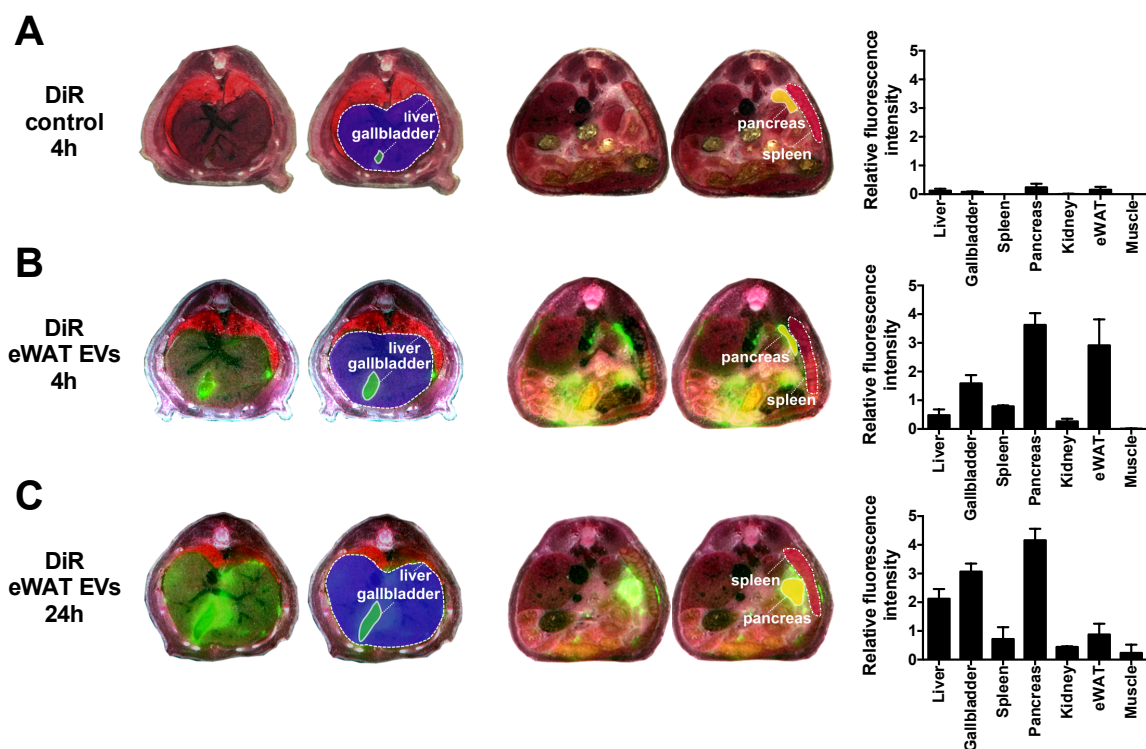 A
DiR
control
4h
liver
gallbladder
pancreas
spleen
Relative fluorescence
intensity
5
4
3
2
1
0
Liver
Gallbladder
Spleen
Pancreas
Kidney
eWAT
Muscle
B
DiR
eWAT EVs
4h
liver
gallbladder
pancreas
spleen
Relative fluorescence
intensity
5
4
3
2
1
0
Liver
Gallbladder
Spleen
Pancreas
Kidney
eWAT
Muscle
C
DiR
eWAT EVs
24h
liver
gallbladder
spleen
pancreas
Relative fluorescence
intensity
5
4
3
2
1
0
Liver
Gallbladder
Spleen
Pancreas
Kidney
eWAT
Muscle